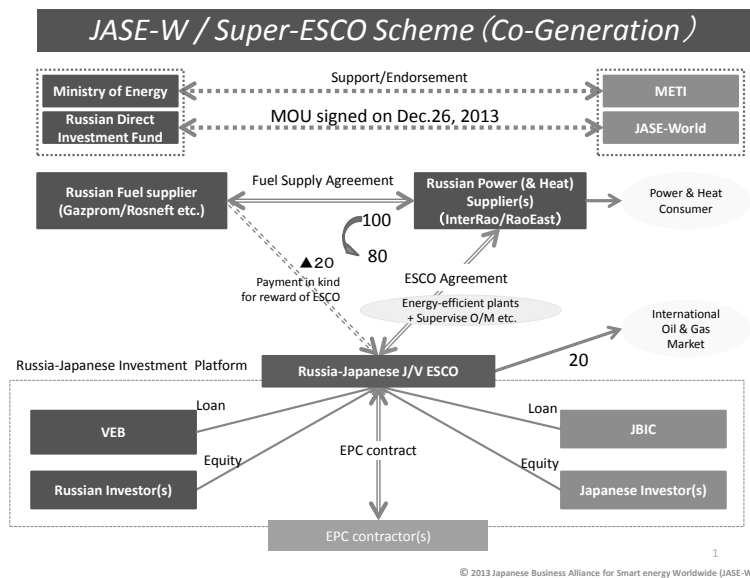 JASE-W / Super-ESCO Scheme（Co-Generation）
Support/Endorsement
Ministry of Energy
METI
Russian Direct
Investment Fund
MOU signed on Dec.26, 2013
JASE-World
Russian Fuel supplier
(Gazprom/Rosneft etc.)
Fuel Supply Agreement
Russian Power (& Heat)
Supplier(s)
（InterRao/RaoEast）
Power & Heat
Consumer
100
80
▲20
Payment in kind
for reward of ESCO
ESCO Agreement
Energy-efficient plants
+ Supervise O/M etc.
International
Oil & Gas
Market
20
Russia-Japanese Investment Platform
Russia-Japanese J/V ESCO
Loan
VEB
Loan
JBIC
EPC contract
Equity
Russian Investor(s)
Equity
Japanese Investor(s)
EPC contractor(s)
1
© 2013 Japanese Business Alliance for Smart energy Worldwide (JASE-W